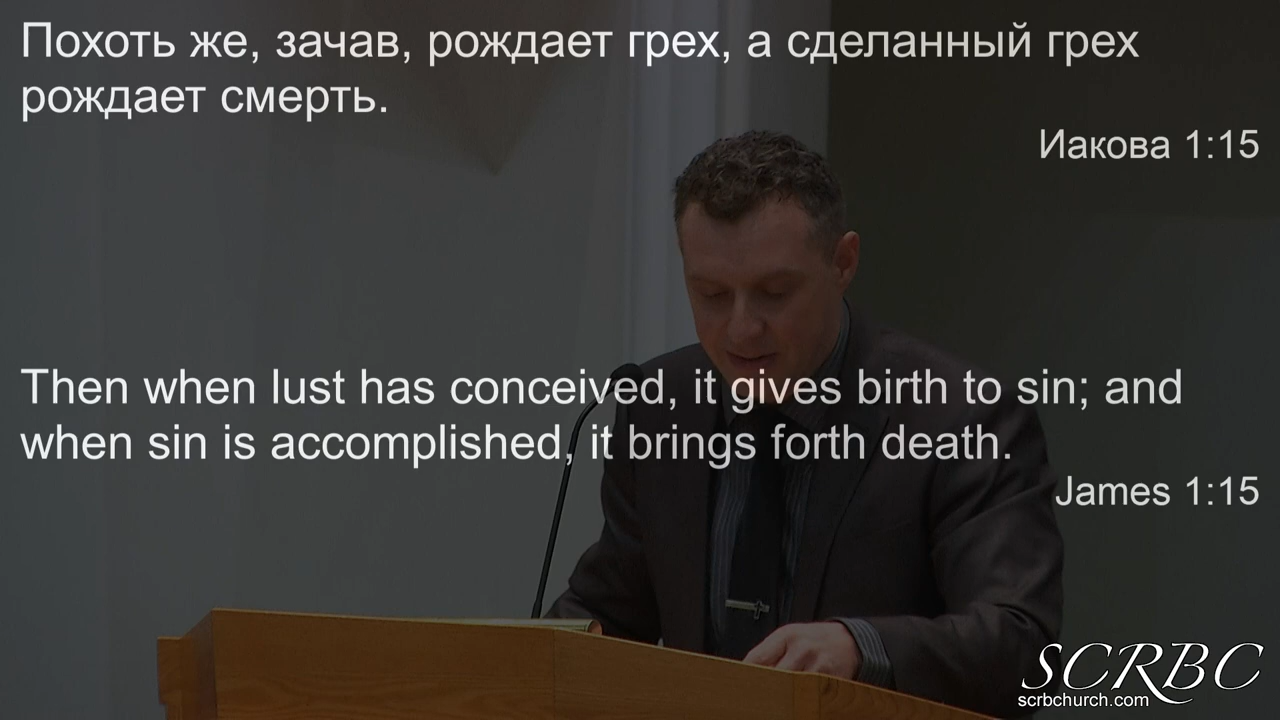 Похоть же, зачав, рождает грех, а сделанный грех
рождает смерть.
Иакова 1:15
Then when lust has conceived, it gives birth to sin; and
when sin is accomplished, it brings forth death.
James 1:15
SCRBC
scrbchurch.com